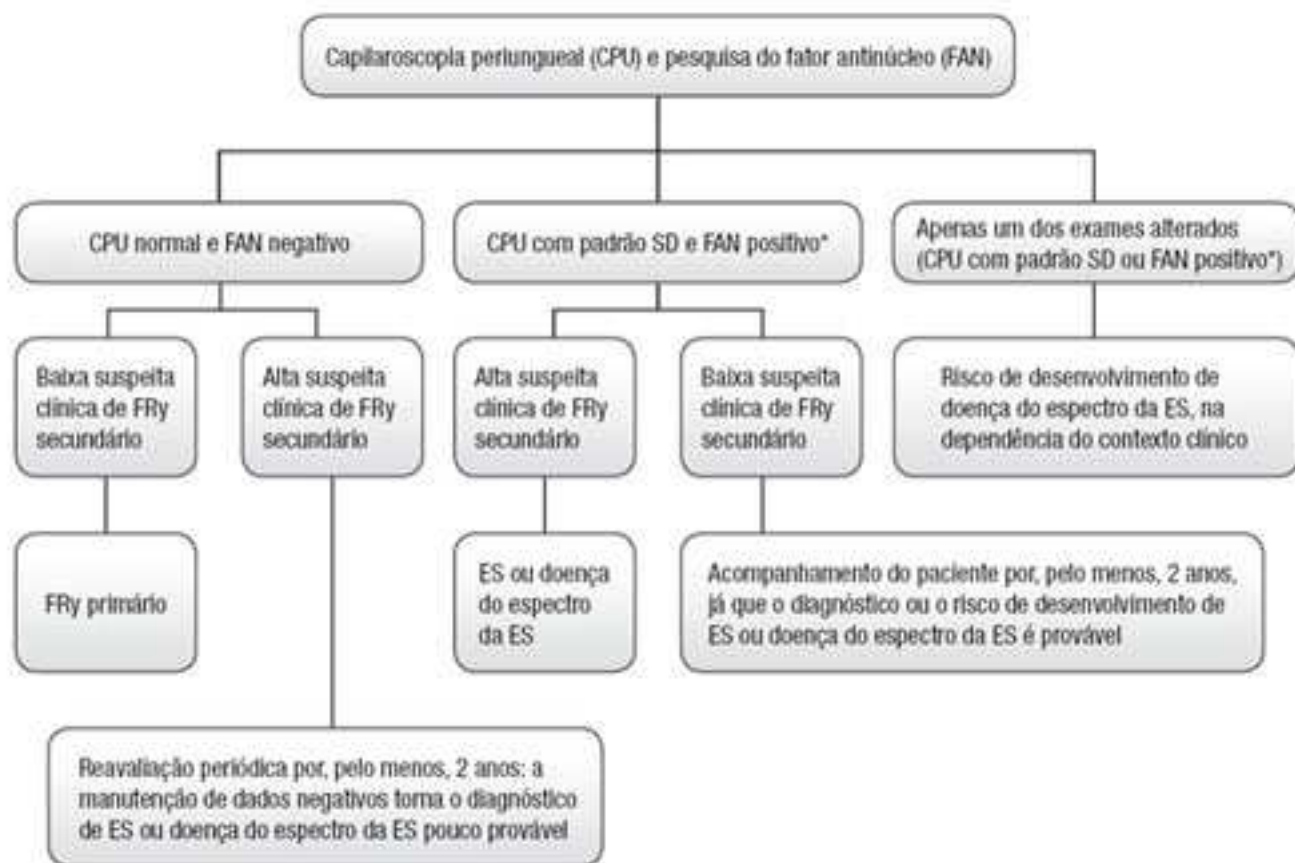 Capilaroscopia periungueal (CPU) e pesquisa do fator antinúcleo (FAN)
CPU normal e FAN negativo
CPU com padrão SD e FAN positivo*
Apenas um dos exames alterados
(CPU com padrão SD ou FAN positivo*)
Baixa suspeita
clínica de FRy
secundário
Alta suspeita
clínica de FRy
secundário
Alta suspeita
clínica de FRy
secundário
Baixa suspeita
clínica de FRy
secundário
Risco de desenvolvimento de
doença do espectro da ES, na
dependência do contexto clínico
FRy primário
ES ou doença
do espectro
da ES
Acompanhamento do paciente por, pelo menos, 2 anos,
já que o diagnóstico ou o risco de desenvolvimento de
ES ou doença do espectro da ES é provável
Reavaliação periódica por, pelo menos, 2 anos: a
manutenção de dados negativos torna o diagnóstico
de ES ou doença do espectro da ES pouco provável